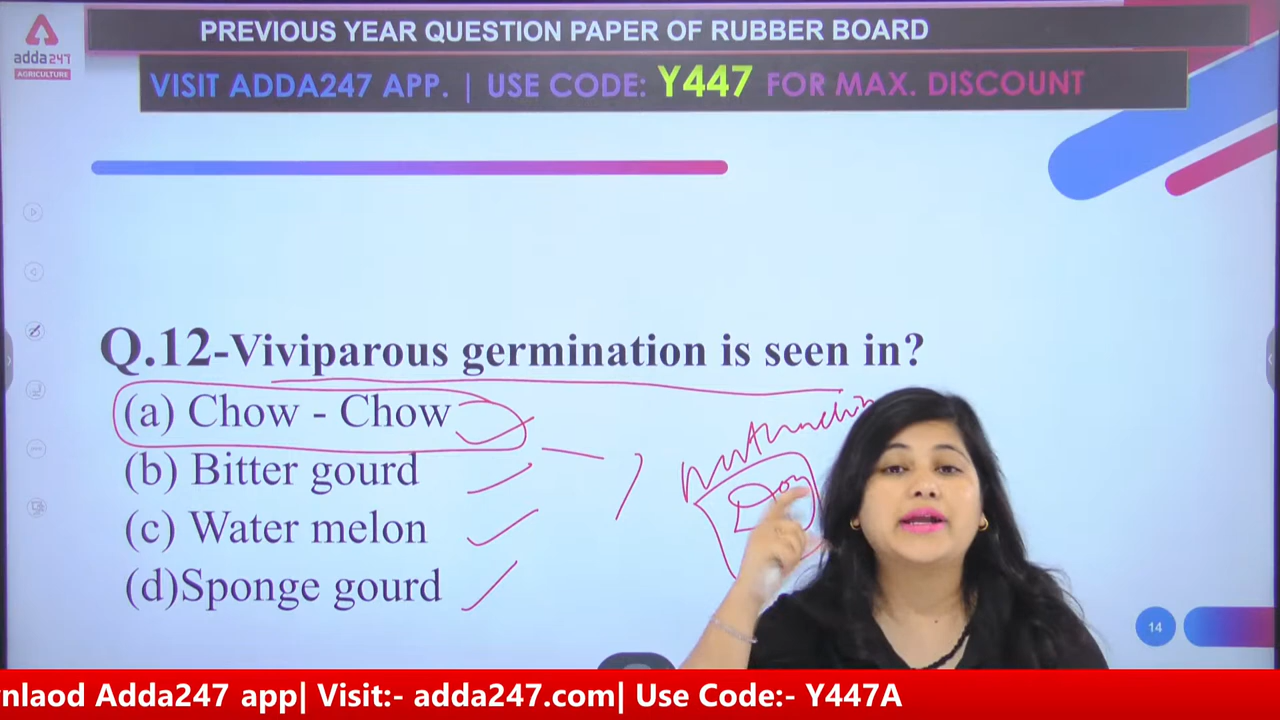 PREVIOUS YEAR QUESTION PAPER OF RUBBER BOARD
adda247
AGRICULTURE
VISIT ADDA247 APP. | USE CODE: Y447 FOR MAX. DISCOUNT
Q.12-Viviparous germination is seen in?
(a) Chow - Chow
(b) Bitter gourd
(c) Water melon
(d)Sponge gourd
14
wnlaod Adda247 app| Visit:- adda247.com| Use Code:- Y447A